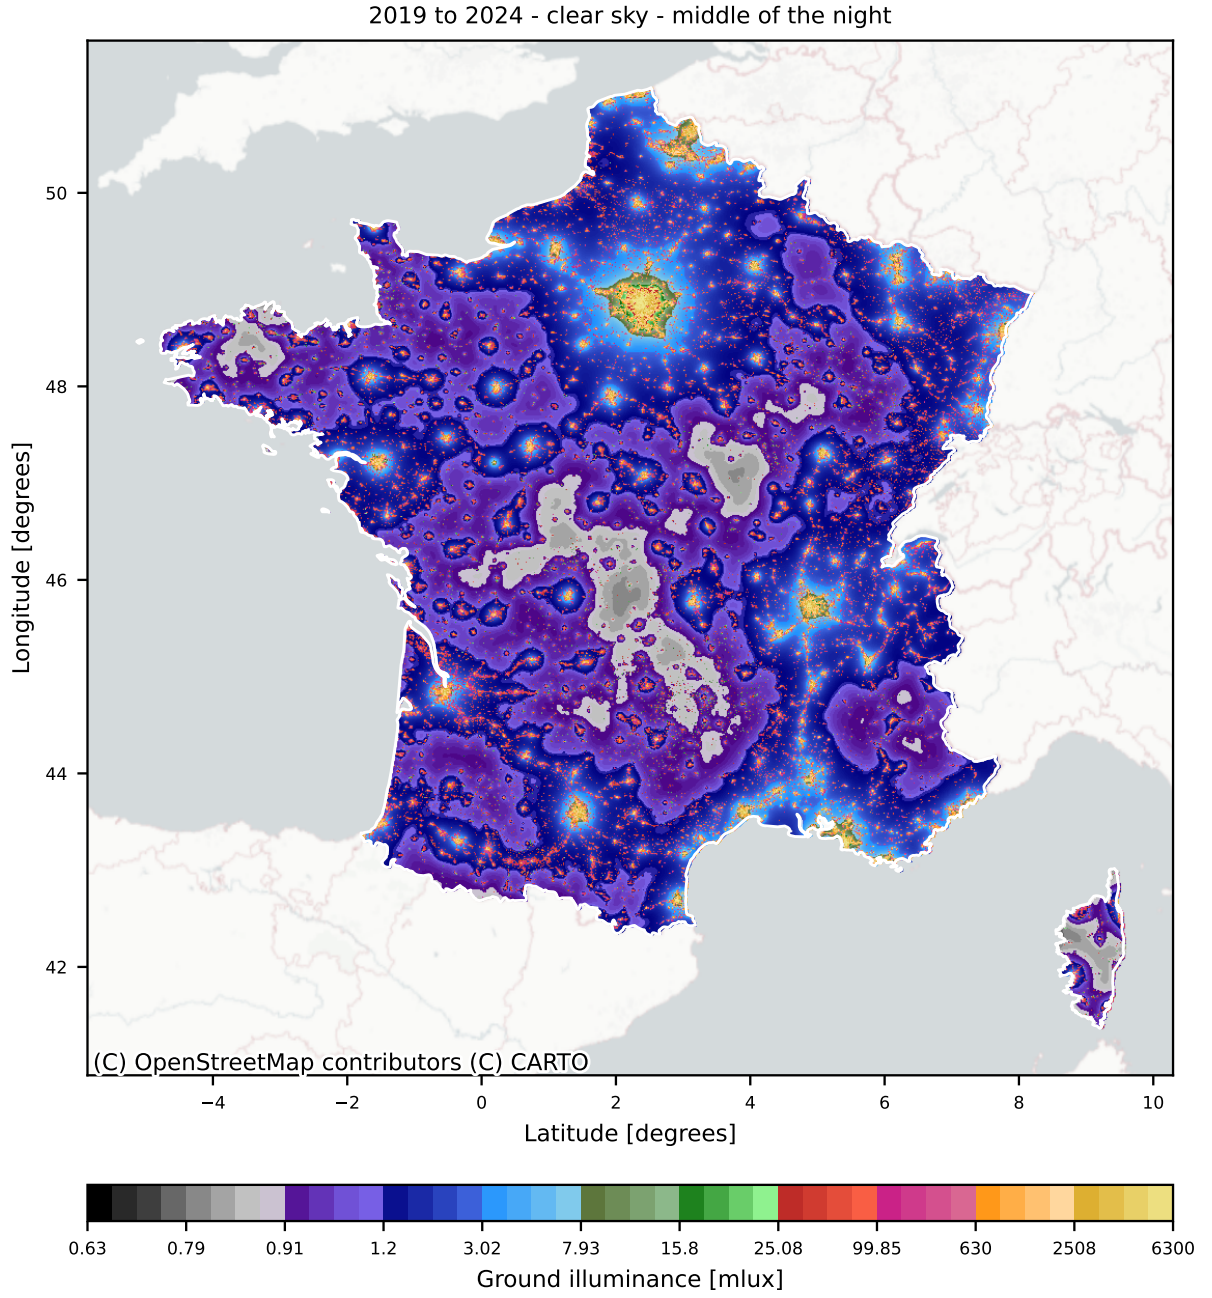 2019 to 2024 - clear sky - middle of the night
50
48
46
44
42
Longitude [degrees]
(C) OpenStreetMap contributors (C) CARTO
−4 −2 0 2 4 6 8 10
Latitude [degrees]
0.63 0.79 0.91 1.2 3.02 7.93 15.8 25.08 99.85 630 2508 6300
Ground illuminance [mlux]